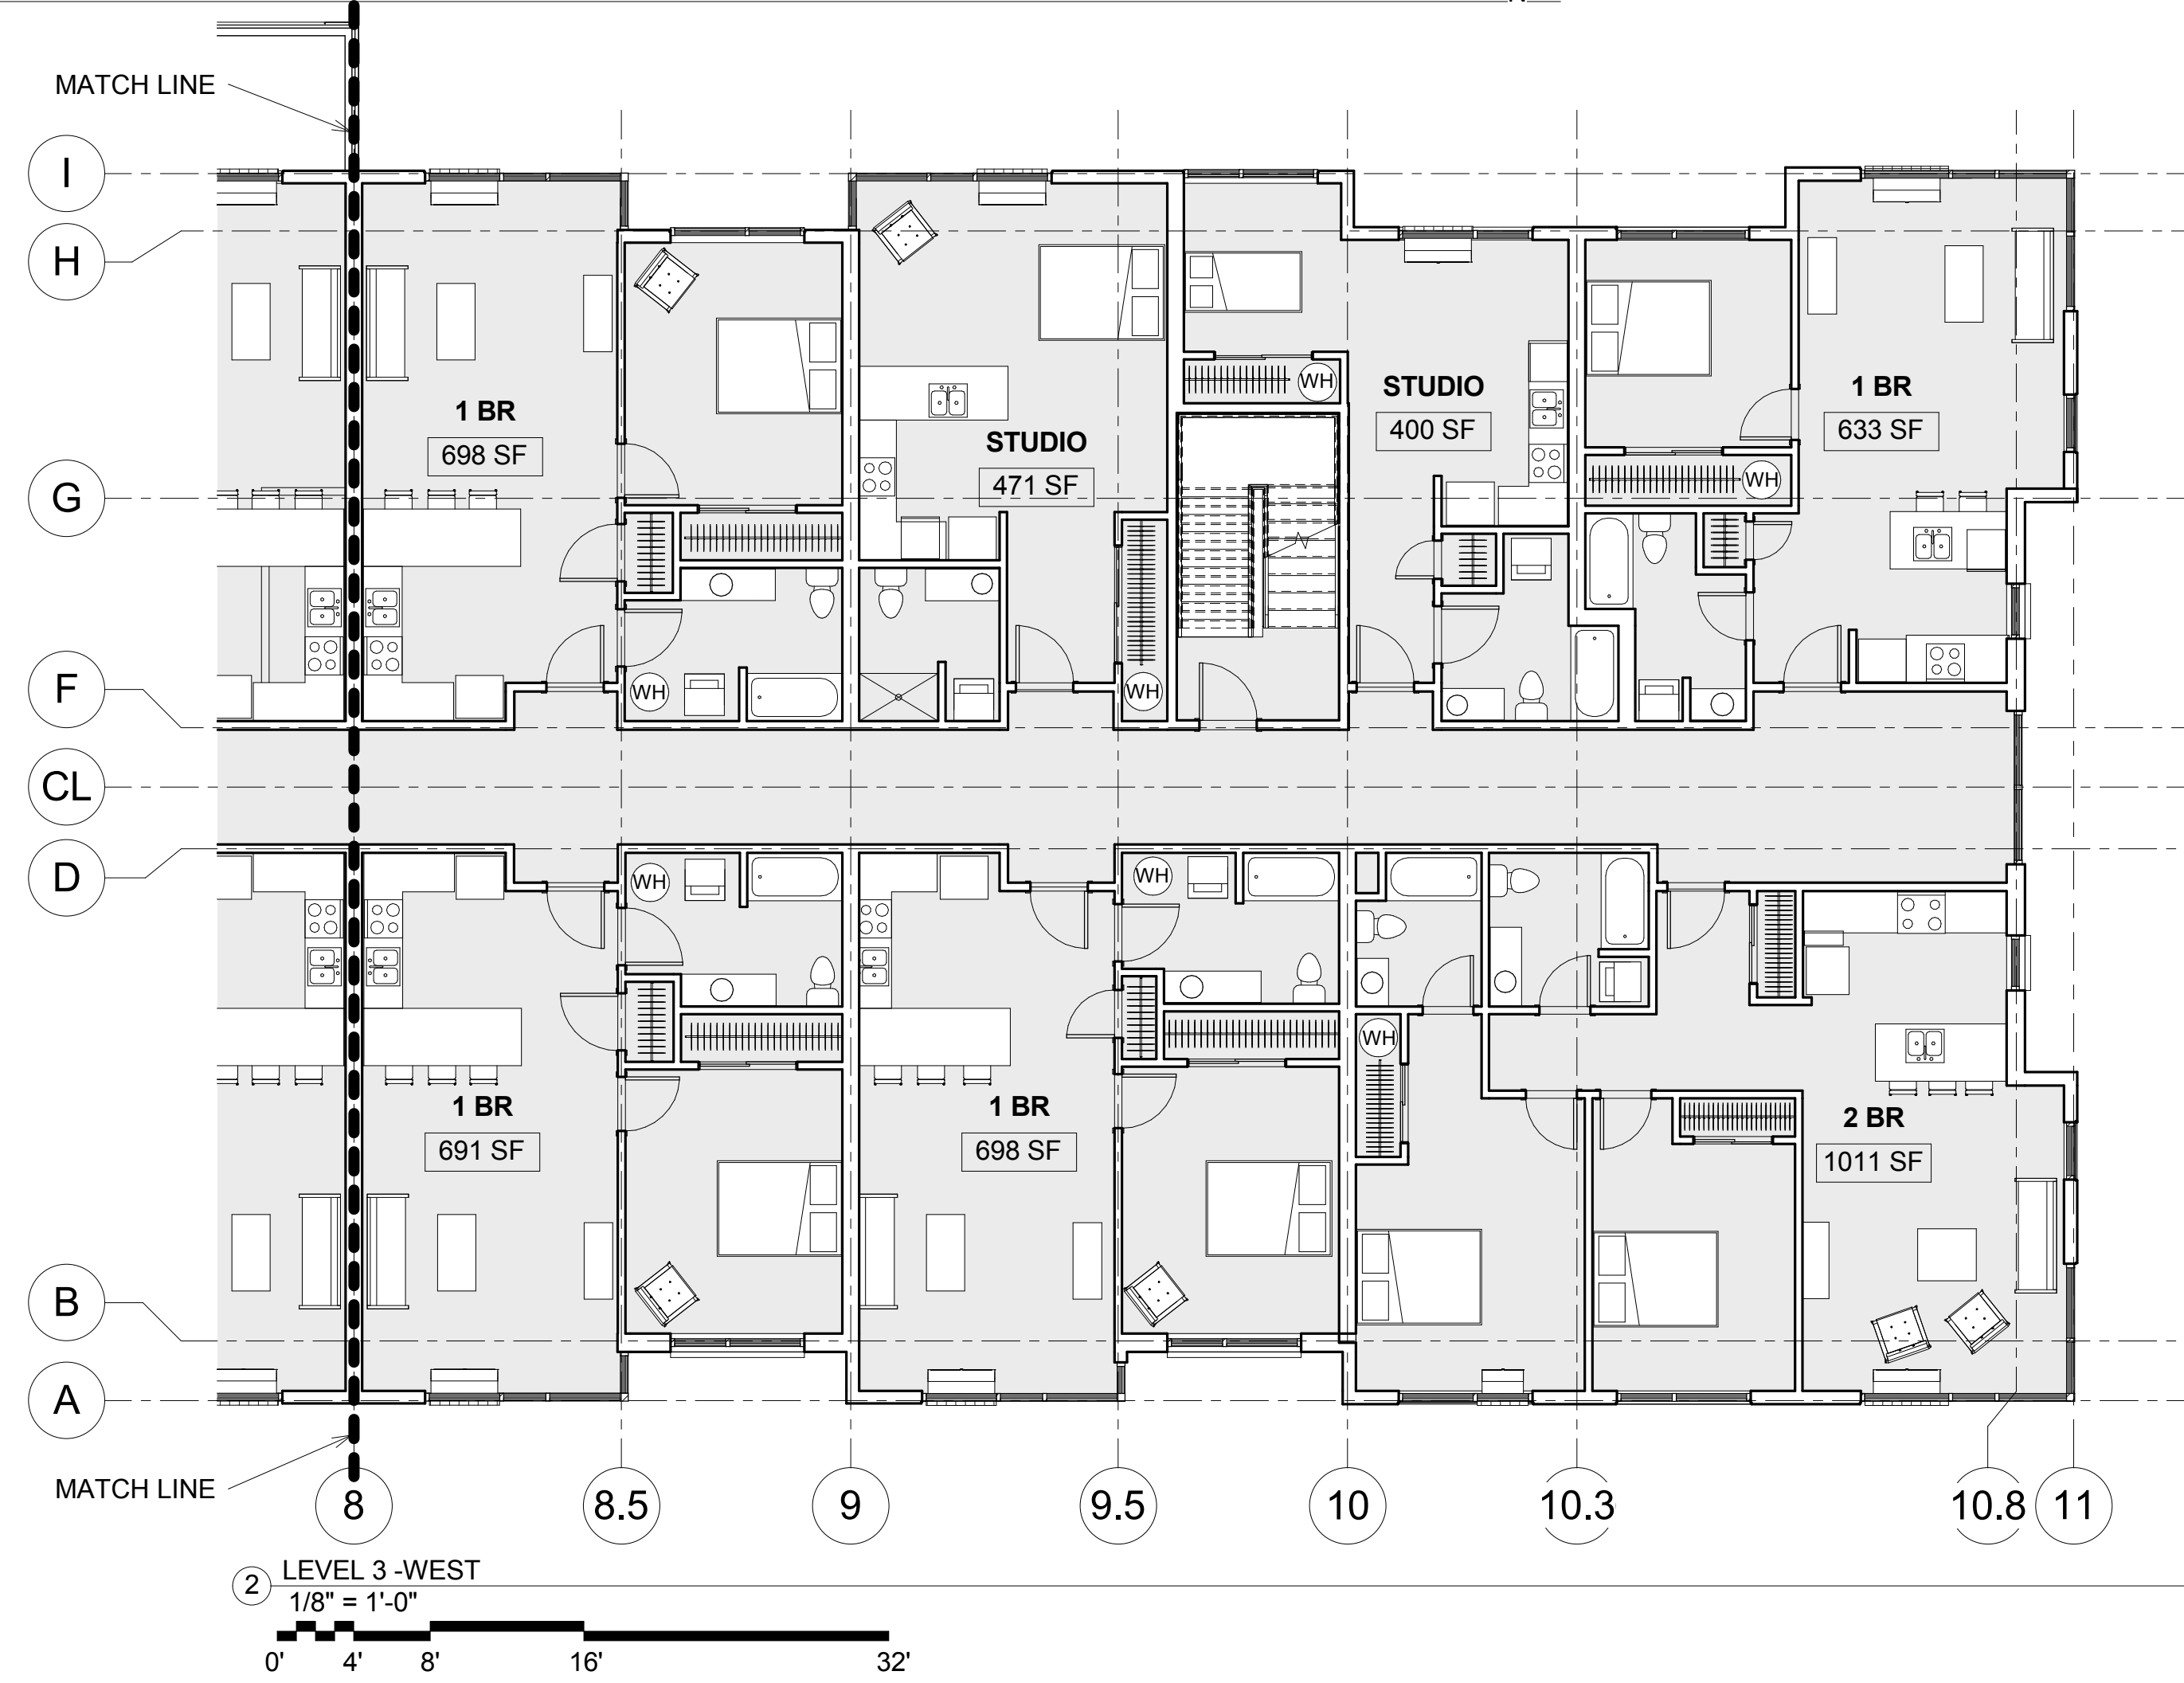 MATCH LINE
I
H
1 BR
698 SF
STUDIO
471 SF
WH
STUDIO
400 SF
1 BR
633 SF
WH
G
F
WH
WH
CL
D
WH
WH
WH
1 BR
691 SF
1 BR
698 SF
2 BR
1011 SF
B
A
MATCH LINE
8
8.5
9
9.5
10
10.3
10.8
11
2
LEVEL 3 -WEST
1/8" = 1'-0"
0' 4' 8' 16' 32'